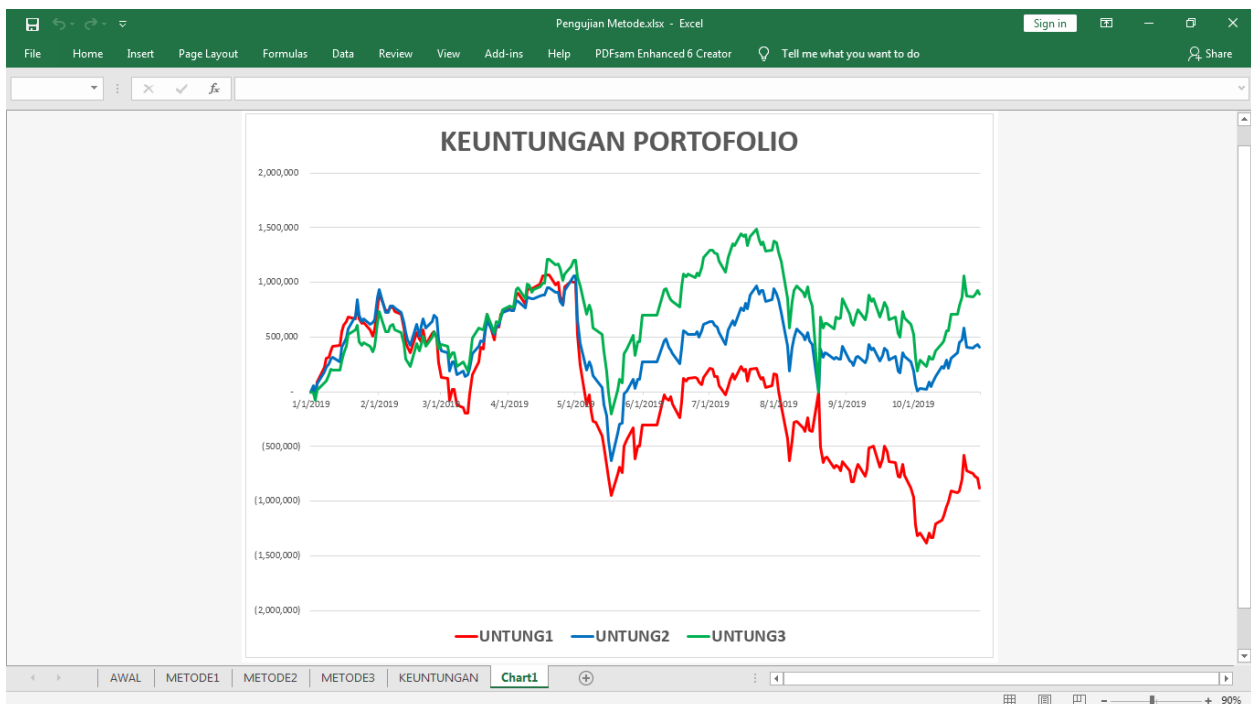 Pengujian Metode.xlsx - Excel
Sign in
File Home Insert Page Layout Formulas Data Review View Add-ins Help PDFsam Enhanced 6 Creator Tell me what you want to do Share
fx
KEUNTUNGAN PORTOFOLIO
2,000,000
1,500,000
1,000,000
500,000
-
1/1/2019 2/1/2019 3/1/2019 4/1/2019 5/1/2019 6/1/2019 7/1/2019 8/1/2019 9/1/2019 10/1/2019
(500,000)
(1,000,000)
(1,500,000)
(2,000,000)
UNTUNG1 UNTUNG2 UNTUNG3
AWAL METODE1 METODE2 METODE3 KEUNTUNGAN Chart1
90%